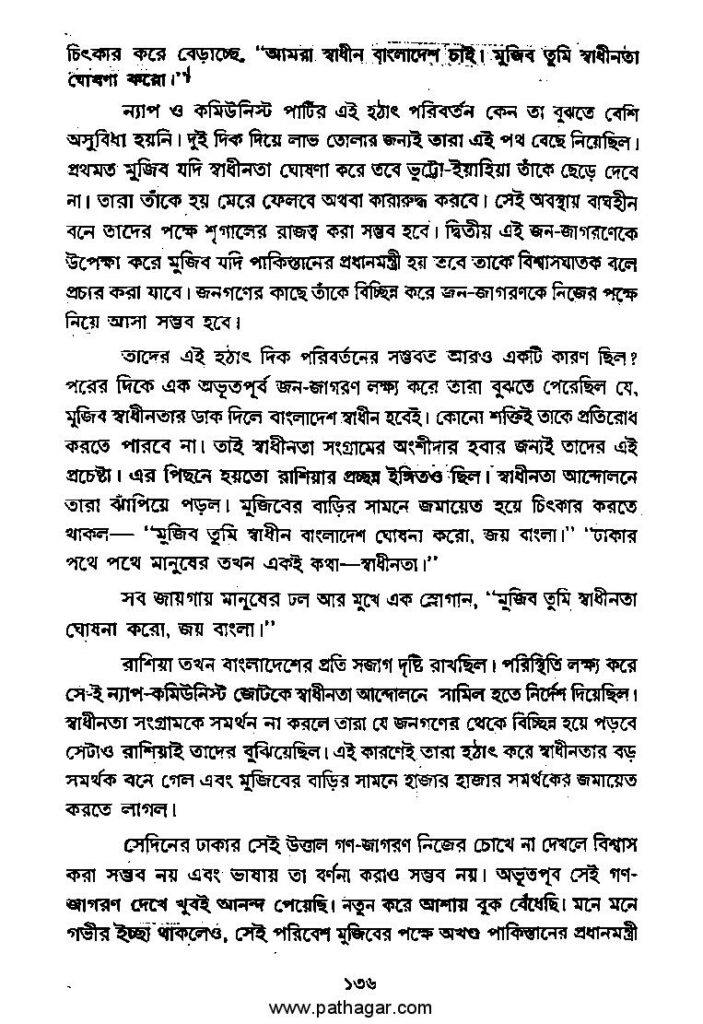 চিৎকার করে বেড়াচ্ছে, "আমরা স্বাধীন বাংলাদেশ চাই। মুজিব তুমি স্বাধীনতা
ঘোষণা করো।"
ন্যাপ ও কমিউনিস্ট পার্টির এই হঠাৎ পরিবর্তন কেন তা বুঝতে বেশি
অসুবিধা হয়নি। দুই দিক দিয়ে লাভ তোলার জন্যই তারা এই পথ বেছে নিয়েছিল।
প্রথমত মুজিব যদি স্বাধীনতা ঘোষণা করে তবে ভুট্টো-ইয়াহিয়া তাঁকে ছেড়ে দেবে
না। তারা তাঁকে হয় মেরে ফেলবে অথবা কারারুদ্ধ করবে। সেই অবস্থায় বাঘহীন
বনে তাদের পক্ষে শৃগালের রাজত্ব করা সম্ভব হবে। দ্বিতীয় এই জন-জাগরণেকে
উপেক্ষা করে মুজিব যদি পাকিস্তানের প্রধানমন্ত্রী হয় তবে তাকে বিশ্বাসঘাতক বলে
প্রচার করা যাবে। জনগণের কাছে তাঁকে বিচ্ছিন্ন করে জন-জাগরণকে নিজের পক্ষে
নিয়ে আসা সম্ভব হবে।
তাদের এই হঠাৎ দিক পরিবর্তনের সম্ভবত আরও একটি কারণ ছিল?
পরের দিকে এক অভূতপূর্ব জন-জাগরণ লক্ষ্য করে তারা বুঝতে পেরেছিল যে,
মুজিব স্বাধীনতার ডাক দিলে বাংলাদেশ স্বাধীন হবেই। কোনো শক্তিই তাকে প্রতিরোধ
করতে পারবে না। তাই স্বাধীনতা সংগ্রামের অংশীদার হবার জন্যই তাদের এই
প্রচেষ্টা। এর পিছনে হয়তো রাশিয়ার প্রচ্ছন্ন ইঙ্গিতও ছিল। স্বাধীনতা আন্দোলনে
তারা ঝাঁপিয়ে পড়ল। মুজিবের বাড়ির সামনে জমায়েত হয়ে চিৎকার করতে
থাকল— "মুজিব তুমি স্বাধীন বাংলাদেশ ঘোষনা করো, জয় বাংলা।" "ঢাকার
পথে পথে মানুষের তখন একই কথা—স্বাধীনতা।"
সব জায়গায় মানুষের ঢল আর মুখে এক স্লোগান, "মুজিব তুমি স্বাধীনতা
ঘোষনা করো, জয় বাংলা।"
রাশিয়া তখন বাংলাদেশের প্রতি সজাগ দৃষ্টি রাখছিল। পরিস্থিতি লক্ষ্য করে
সে-ই ন্যাপ-কমিউনিস্ট জোটকে স্বাধীনতা আন্দোলনে সামিল হতে নির্দেশ দিয়েছিল।
স্বাধীনতা সংগ্রামকে সমর্থন না করলে তারা যে জনগণের থেকে বিচ্ছিন্ন হয়ে পড়বে
সেটাও রাশিয়াই তাদের বুঝিয়েছিল। এই কারণেই তারা হঠাৎ করে স্বাধীনতার বড়
সমর্থক বনে গেল এবং মুজিবের বাড়ির সামনে হাজার হাজার সমর্থকের জমায়েত
করতে লাগল।
সেদিনের ঢাকার সেই উত্তাল গণ-জাগরণ নিজের চোখে না দেখলে বিশ্বাস
করা সম্ভব নয় এবং ভাষায় তা বর্ণনা করাও সম্ভব নয়। অভূতপূব সেই গণ-
জাগরণ দেখে খুবই আনন্দ পেয়েছি। নতুন করে আশায় বুক বেঁধেছি। মনে মনে
গভীর ইচ্ছা থাকলেও, সেই পরিবেশ মুজিবের পক্ষে অখণ্ড পাকিস্তানের প্রধানমন্ত্রী
১৩৬
www.pathagar.com